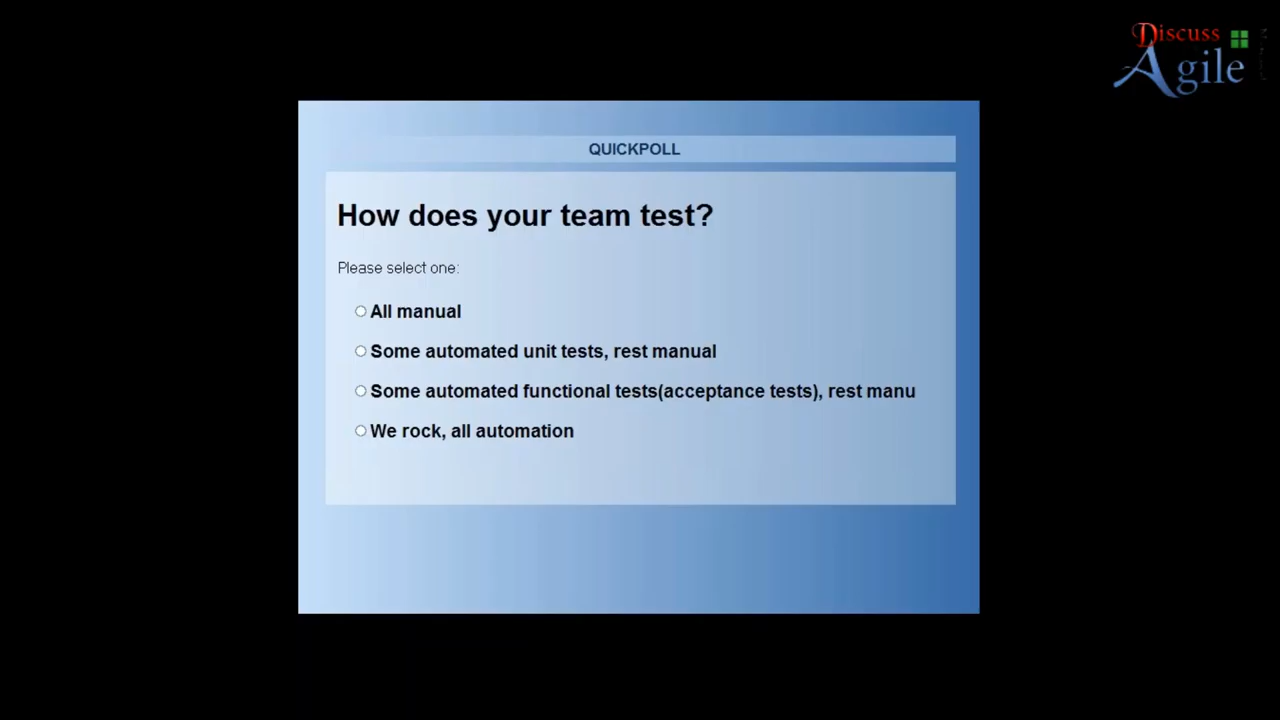 Discuss
Agile
QUICKPOLL
How does your team test?
Please select one:
All manual
Some automated unit tests, rest manual
Some automated functional tests(acceptance tests), rest manu
We rock, all automation